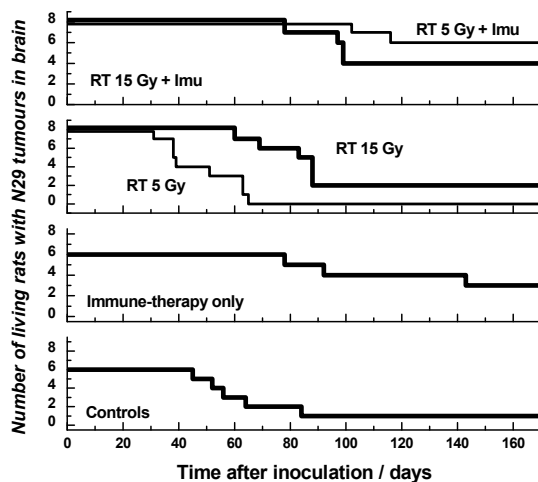 Number of living rats with N29 tumours in brain
8
6
4
2
0
RT 5 Gy + Imu
RT 15 Gy + Imu
8
6
4
2
0
RT 15 Gy
RT 5 Gy
8
6
4
2
0
Immune-therapy only
8
6
4
2
0
Controls
0 20 40 60 80 100 120 140 160
Time after inoculation / days